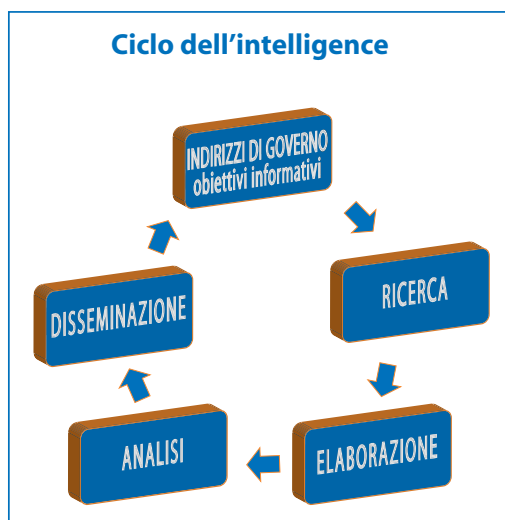 Ciclo dell’intelligence
INDIRIZZI DI GOVERNO
obiettivi informativi
RICERCA
ELABORAZIONE
ANALISI
DISSEMINAZIONE